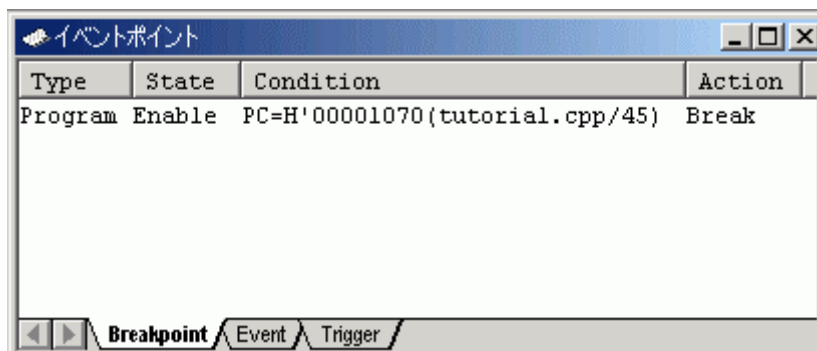 イベントポイント
Type State Condition Action
Program Enable PC=H'00001070(tutorial.cpp/45) Break
Breakpoint Event Trigger